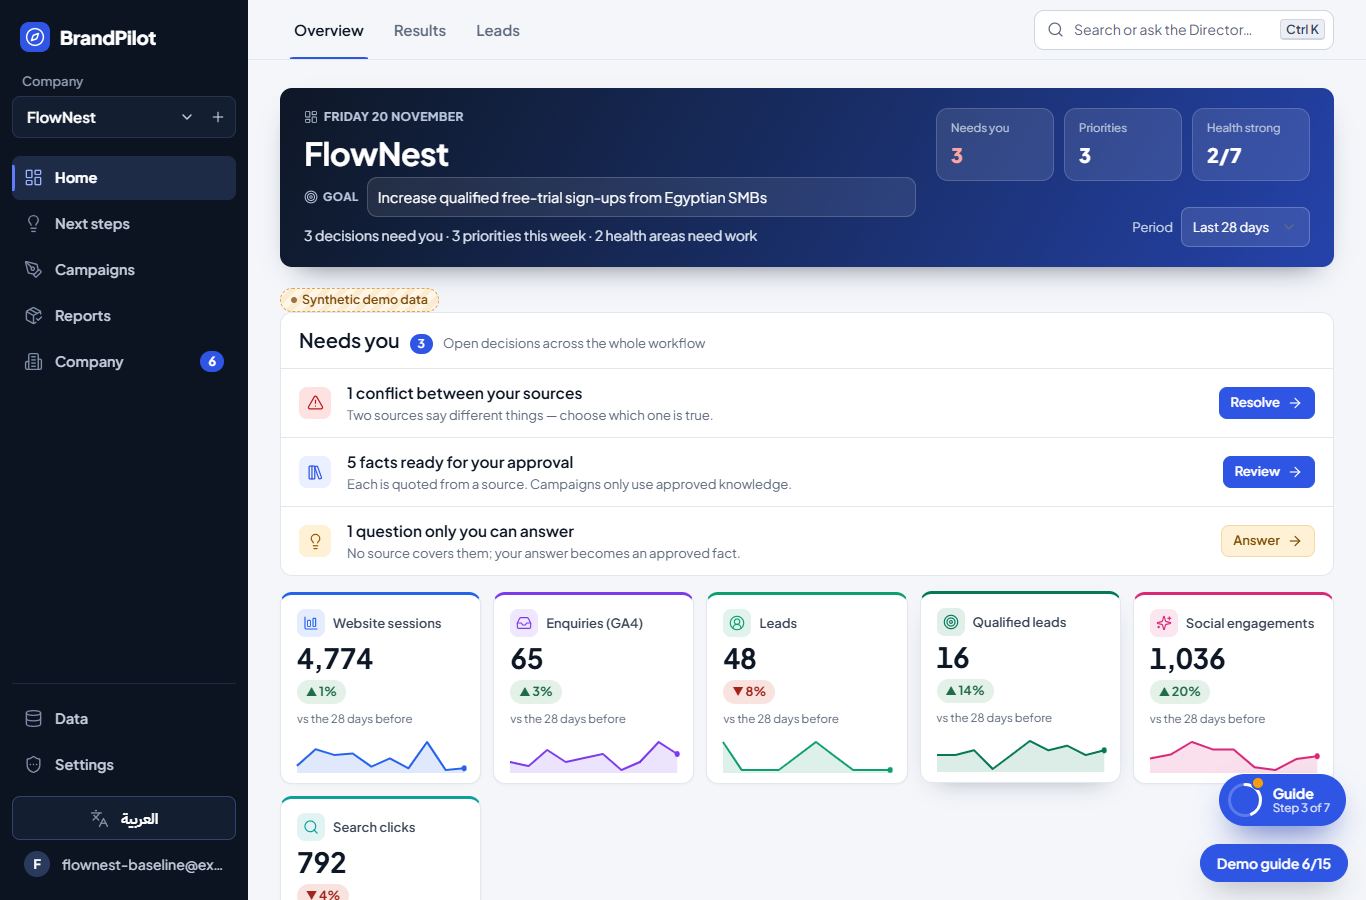 BrandPilot
Company
FlowNest
Home
Next steps
Campaigns
Reports
Company 6
Data
Settings
العربية
F flownest-baseline@ex...
Overview Results Leads
Search or ask the Director... Ctrl K
FRIDAY 20 NOVEMBER
FlowNest
GOAL Increase qualified free-trial sign-ups from Egyptian SMBs
3 decisions need you · 3 priorities this week · 2 health areas need work
Needs you
3
Priorities
3
Health strong
2/7
Period Last 28 days
Synthetic demo data
Needs you 3 Open decisions across the whole workflow
1 conflict between your sources
Two sources say different things — choose which one is true.
Resolve
5 facts ready for your approval
Each is quoted from a source. Campaigns only use approved knowledge.
Review
1 question only you can answer
No source covers them; your answer becomes an approved fact.
Answer
Website sessions
4,774
▲1%
vs the 28 days before
Enquiries (GA4)
65
▲3%
vs the 28 days before
Leads
48
▼8%
vs the 28 days before
Qualified leads
16
▲14%
vs the 28 days before
Social engagements
1,036
▲20%
vs the 28 days before
Search clicks
792
▼4%
Guide
Step 3 of 7
Demo guide 6/15